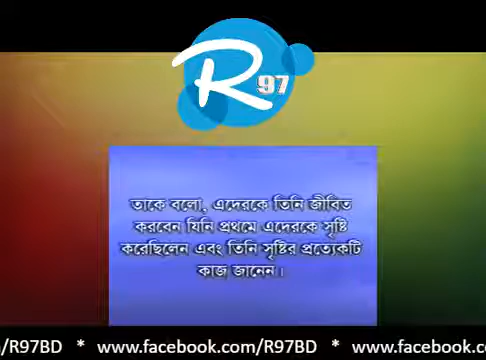 R97
তাকে বলো, এদেরকে তিনি জীবিত
করবেন যিনি প্রথমে এদেরকে সৃষ্টি
করেছিলেন এবং তিনি সৃষ্টির প্রত্যেকটি
কাজ জানেন।
/R97BD * www.facebook.com/R97BD * www.facebook.com